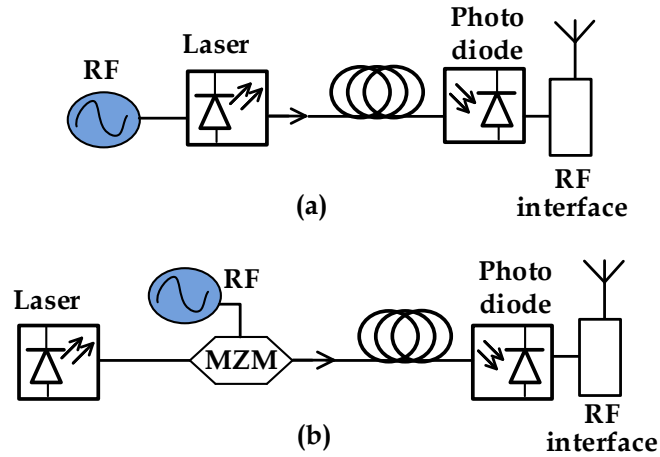 Photo
diode
Laser
RF
RF
interface
(a)
RF
Photo
diode
Laser
MZM
RF
interface
(b)